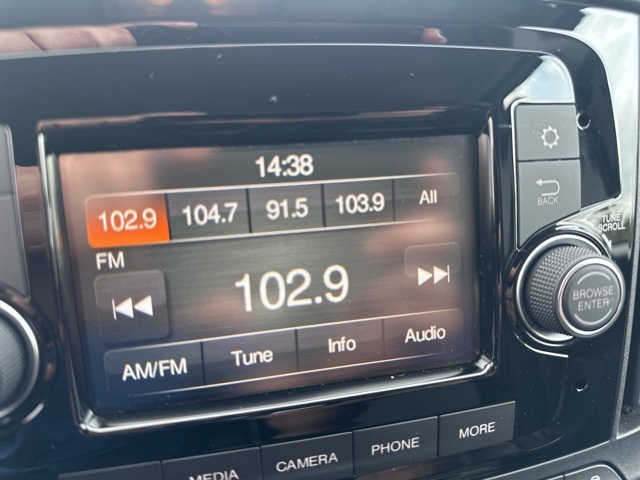 14:38
102.9 104.7 91.5 103.9 All
FM
102.9
AM/FM Tune Info Audio
BACK
TUNE
SCROLL
BROWSE
ENTER
MEDIA CAMERA PHONE MORE